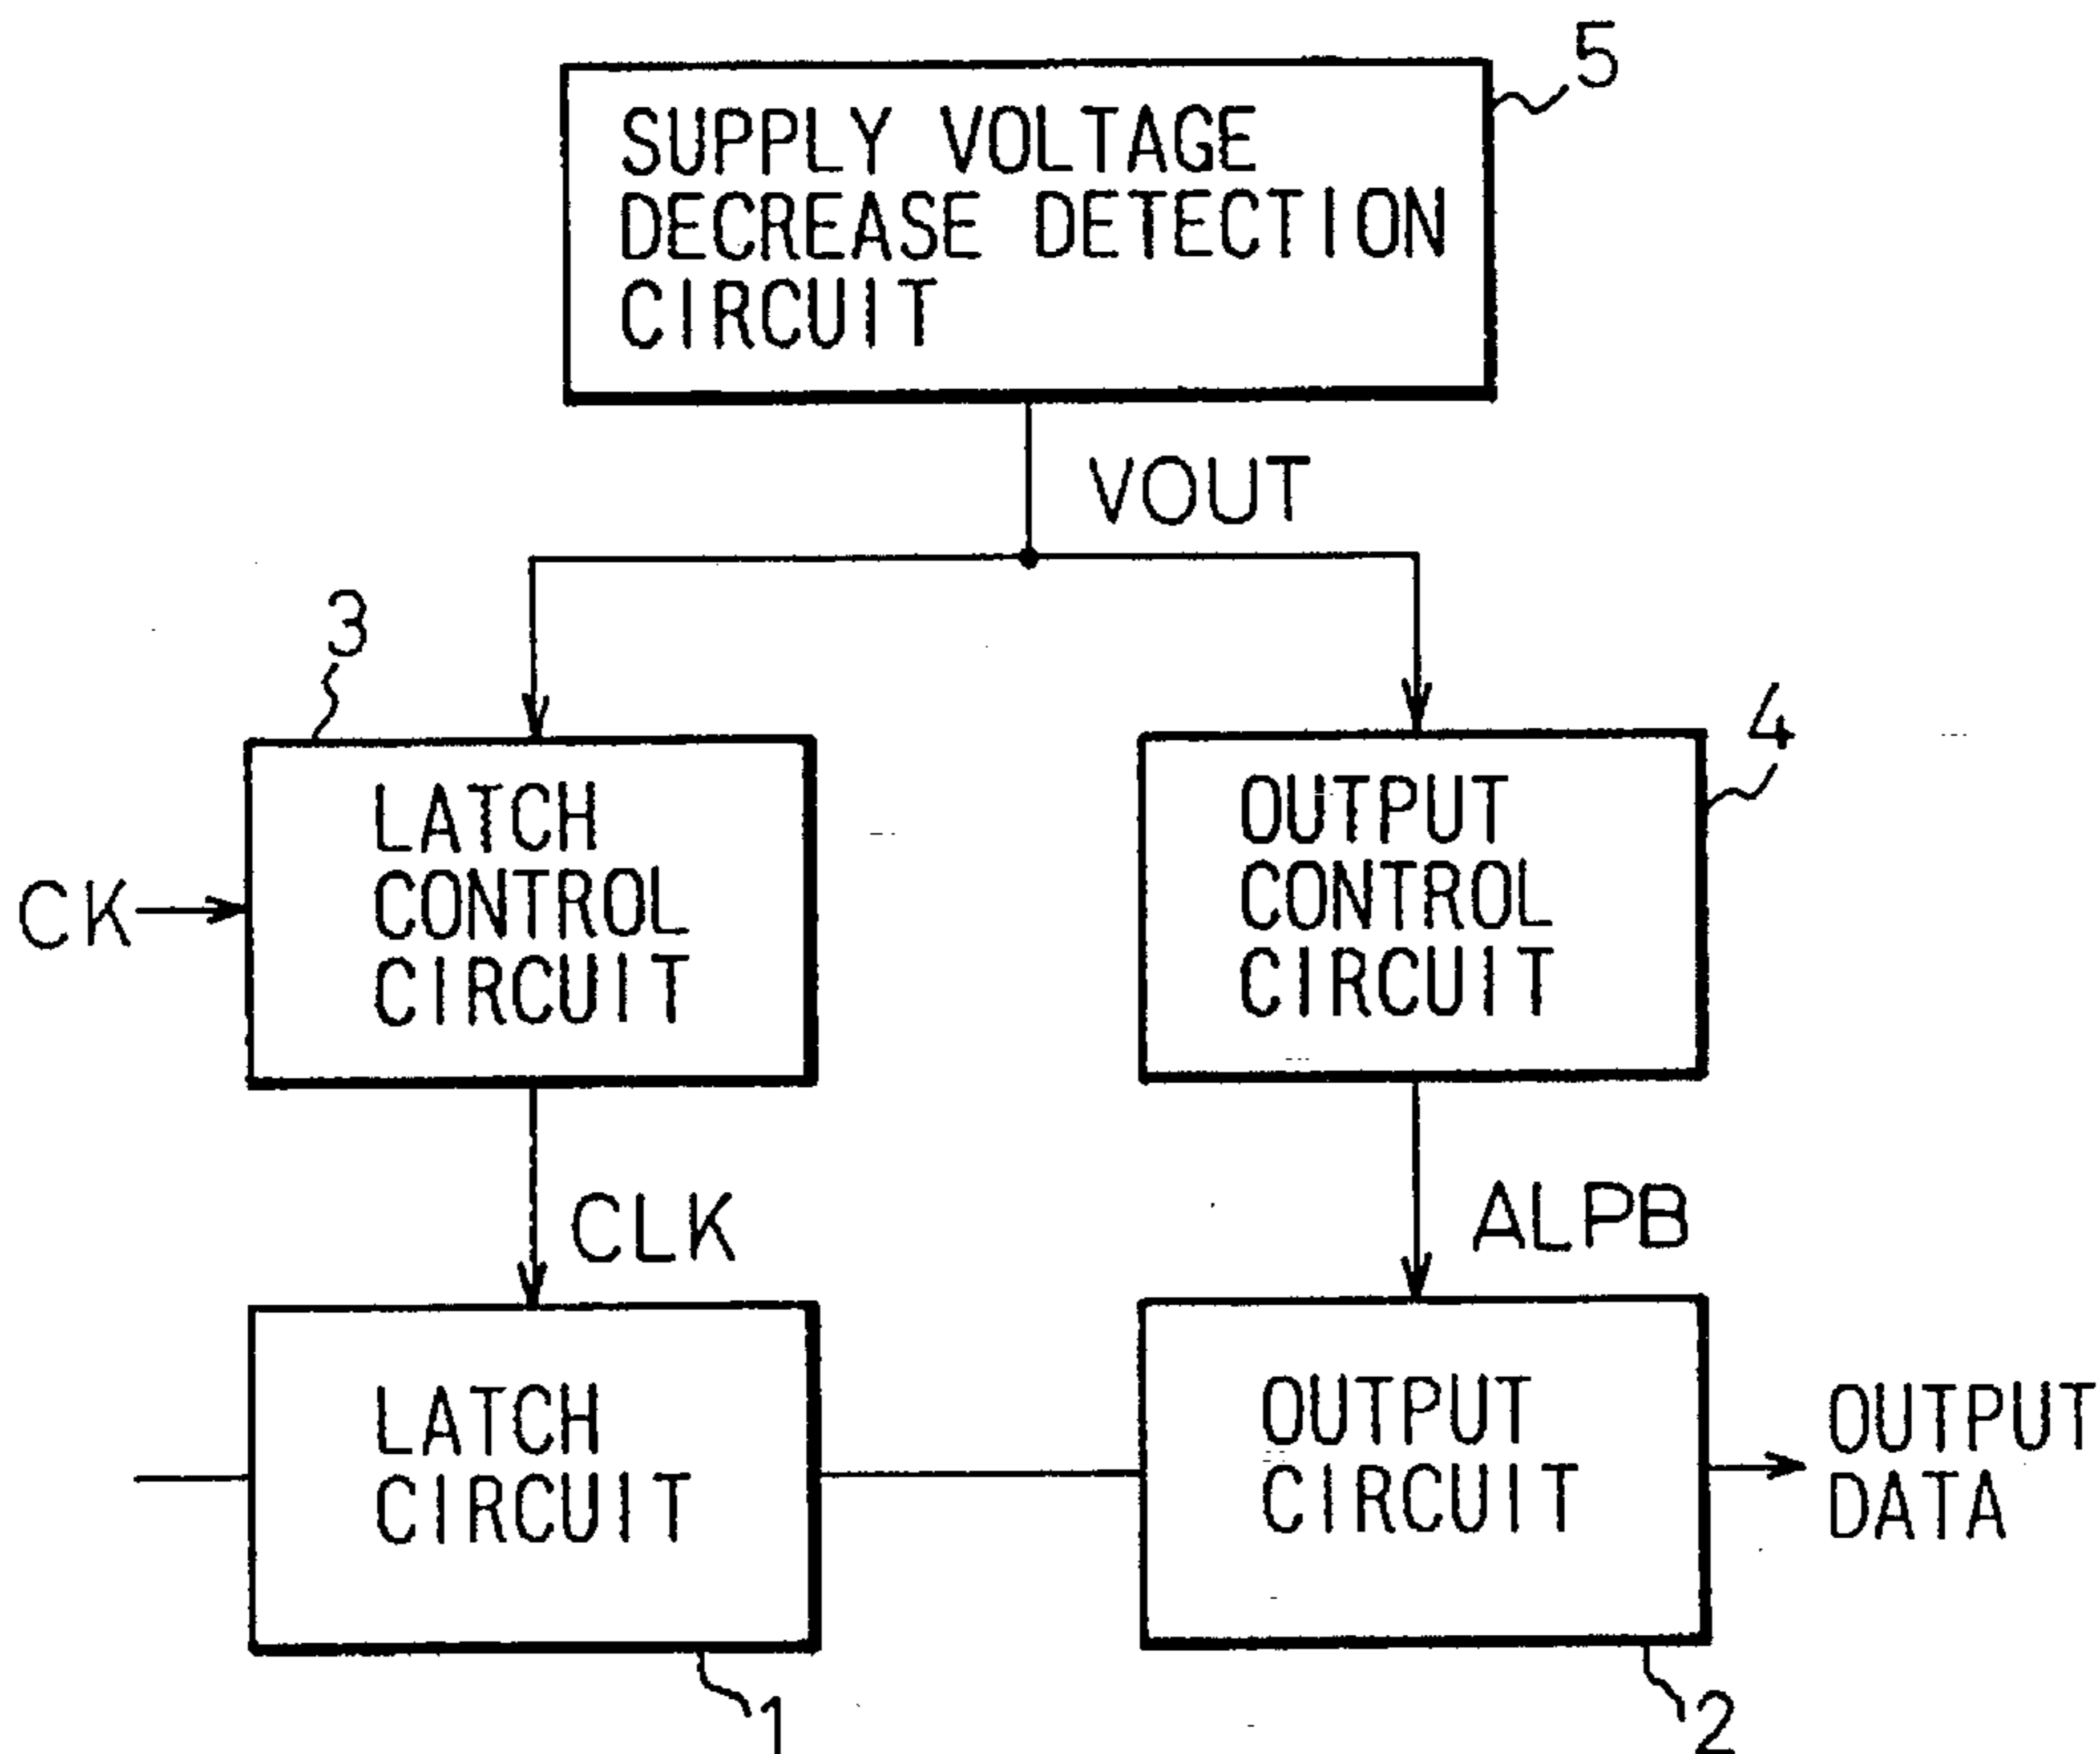 5
SUPPLY VOLTAGE
DECREASE DETECTION
CIRCUIT
VOUT
3
4
LATCH
CONTROL
CIRCUIT
OUTPUT
CONTROL
CIRCUIT
CK
CLK
ALPB
LATCH
CIRCUIT
OUTPUT
CIRCUIT
OUTPUT
DATA
1
2